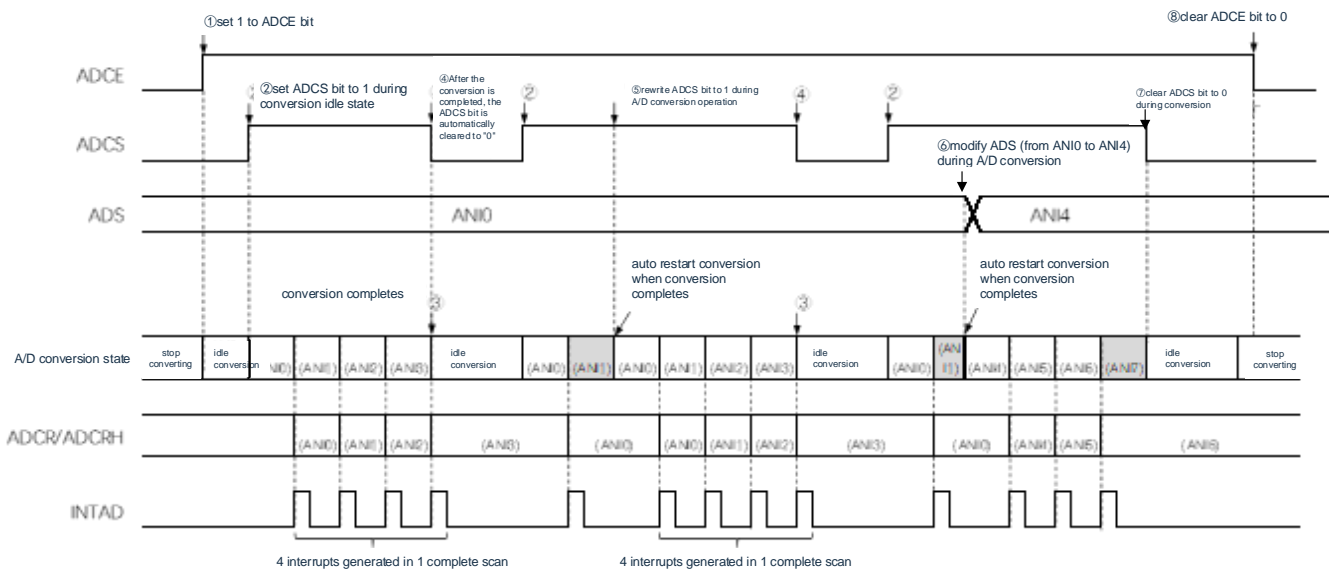 ①set 1 to ADCE bit
⑧clear ADCE bit to 0
ADCE
②set ADCS bit to 1 during
conversion idle state
④After the
conversion is
completed, the
ADCS bit is
automatically
cleared to "0"
②
⑤rewrite ADCS bit to 1 during
A/D conversion operation
④
②
⑦clear ADCS bit to 0
during conversion
ADCS
⑥modify ADS (from ANI0 to ANI4)
during A/D conversion
ADS
ANI0
ANI4
conversion completes
③
auto restart conversion
when conversion
completes
③
auto restart conversion
when conversion
completes
A/D conversion state
stop
converting
idle
conversion
(ANI1) (ANI2) (ANI3)
idle
conversion
(ANI0) (ANI1) (ANI0) (ANI1) (ANI2) (ANI3)
idle
conversion
(ANI0) (ANI1) (ANI4) (ANI5) (ANI6) (ANI7)
idle
conversion
stop
converting
ADCR/ADCRH
(ANI0) (ANI1) (ANI2) (ANI3) (ANI0) (ANI0) (ANI1) (ANI2) (ANI3) (ANI0) (ANI4) (ANI5) (ANI6)
INTAD
4 interrupts generated in 1 complete scan
4 interrupts generated in 1 complete scan